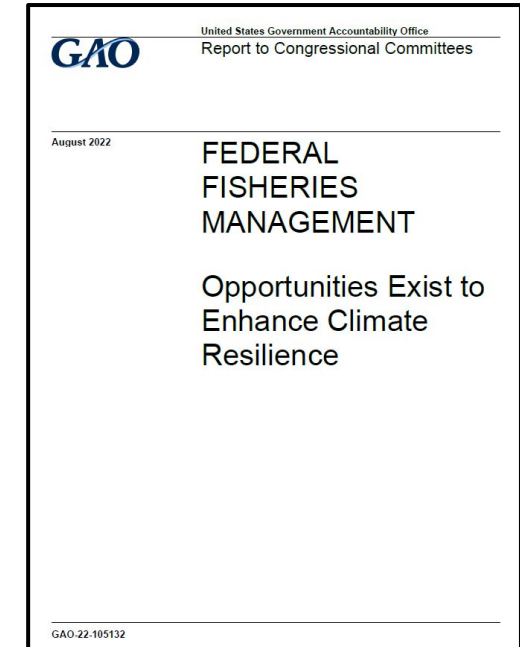 United States Government Accountability Office
GAO
Report to Congressional Committees
August 2022
FEDERAL
FISHERIES
MANAGEMENT
Opportunities Exist to
Enhance Climate
Resilience
GAO-22-105132